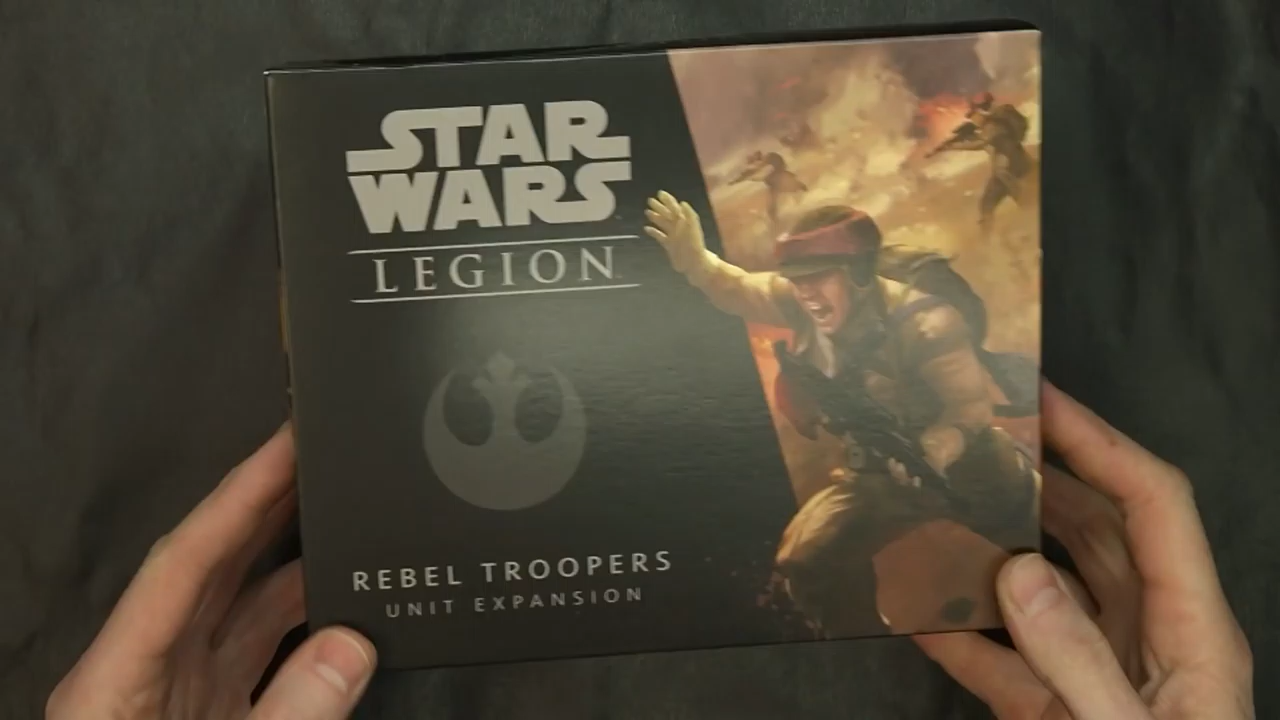 STAR
WARS
LEGION
REBEL TROOPERS
UNIT EXPANSION